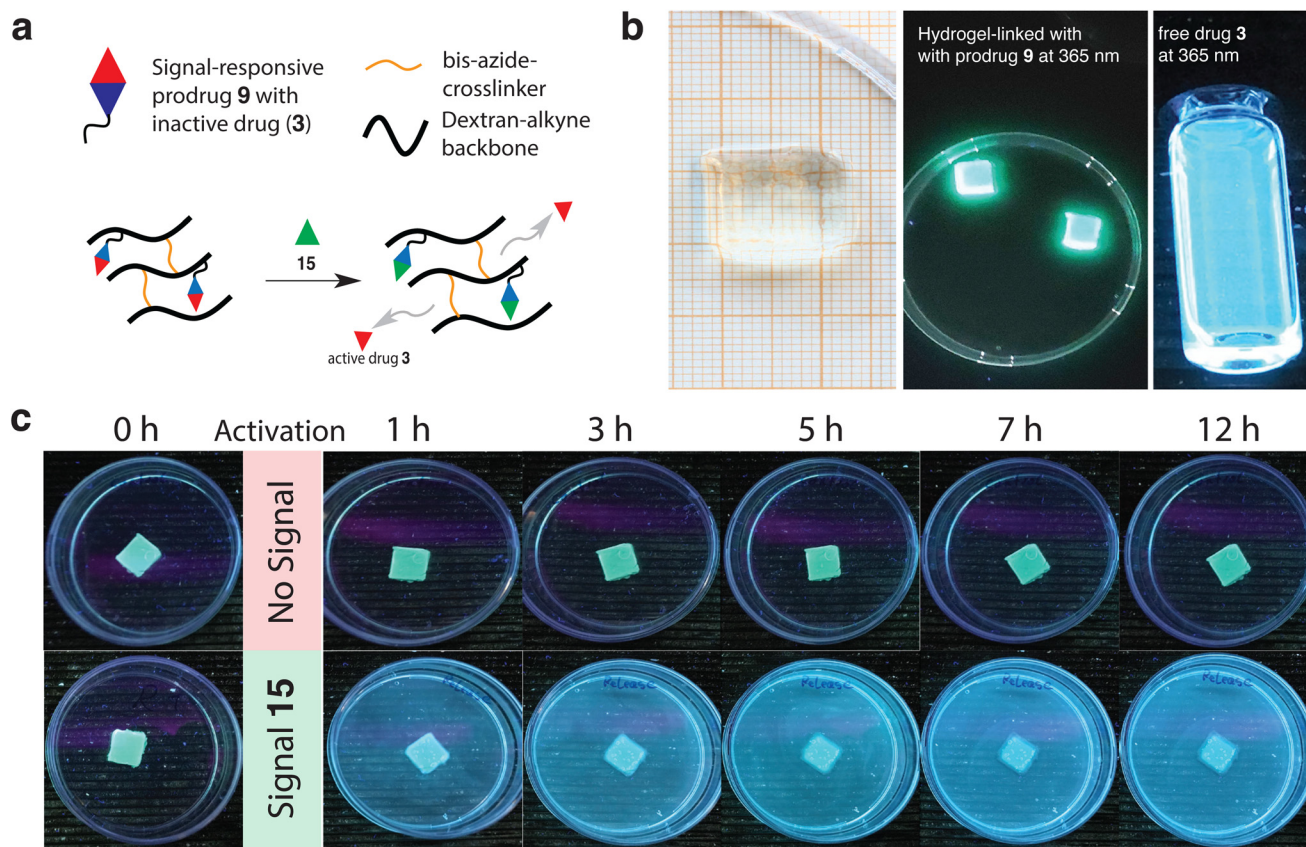 a
Signal-responsive
prodrug 9 with
inactive drug (3)
bis-azide-
crosslinker
Dextran-alkyne
backbone
15
active drug 3
b
Hydrogel-linked with
with prodrug 9 at 365 nm
free drug 3
at 365 nm
c
0 h
Activation
1 h
3 h
5 h
7 h
12 h
No Signal
Signal 15
Release
Release
Release
Release
Release